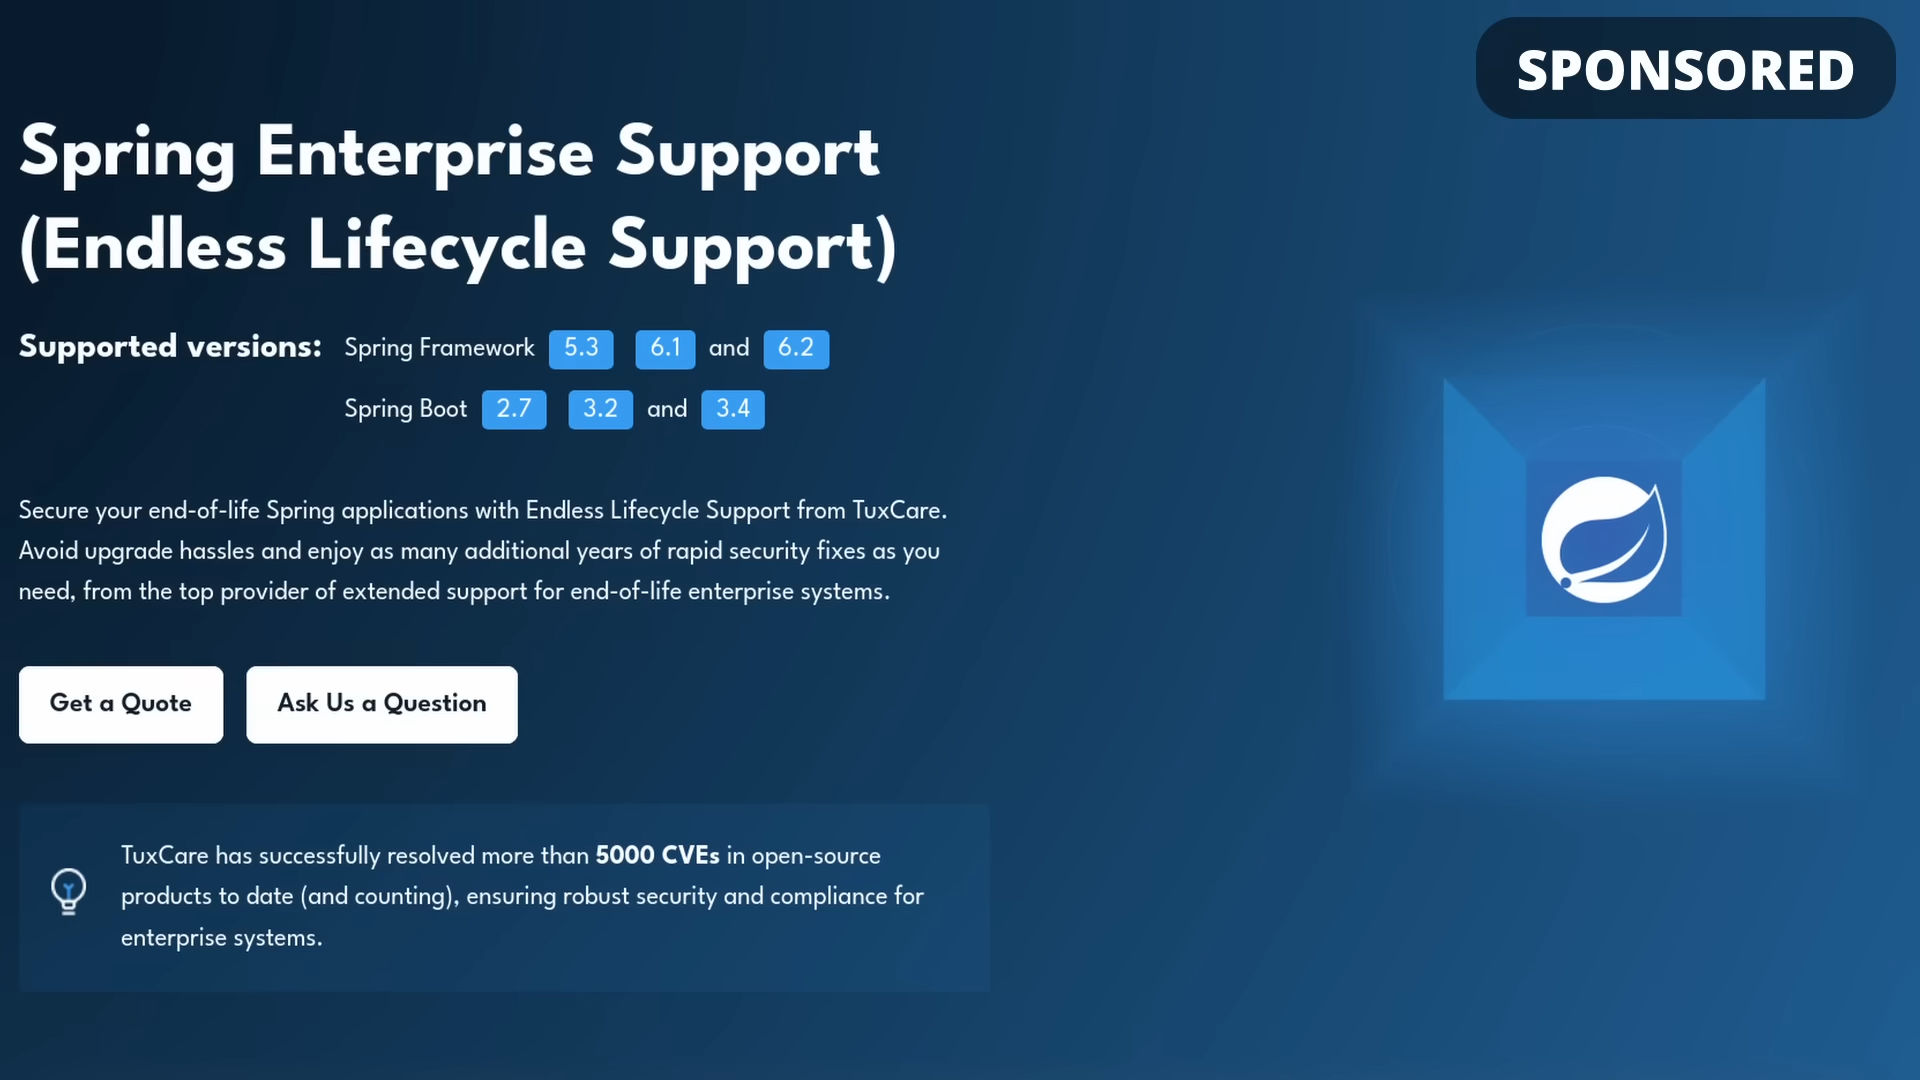 SPONSORED
Spring Enterprise Support
(Endless Lifecycle Support)
Supported versions: Spring Framework 5.3 6.1 and 6.2
Spring Boot 2.7 3.2 and 3.4
Secure your end-of-life Spring applications with Endless Lifecycle Support from TuxCare.
Avoid upgrade hassles and enjoy as many additional years of rapid security fixes as you
need, from the top provider of extended support for end-of-life enterprise systems.
Get a Quote Ask Us a Question
TuxCare has successfully resolved more than 5000 CVEs in open-source
products to date (and counting), ensuring robust security and compliance for
enterprise systems.